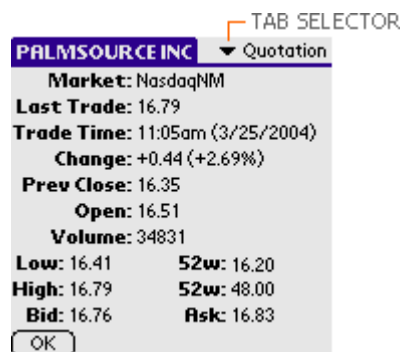 TAB SELECTOR
PALMSOURCE INC Quotation
Market: NasdaqNM
Last Trade: 16.79
Trade Time: 11:05am (3/25/2004)
Change: +0.44 (+2.69%)
Prev Close: 16.35
Open: 16.51
Volume: 34831
Low: 16.41 52w: 16.20
High: 16.79 52w: 48.00
Bid: 16.76 Ask: 16.83
OK